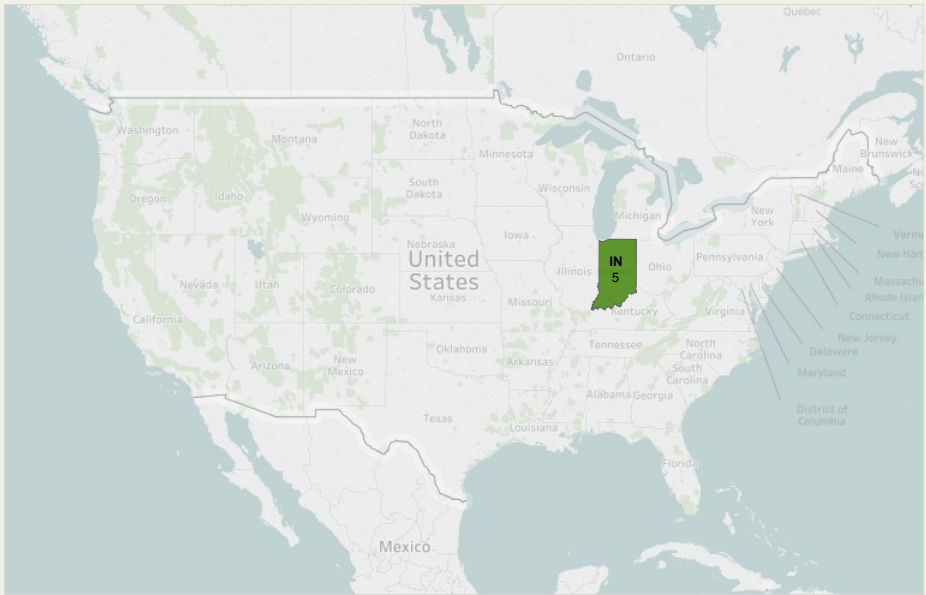 Quebec
Ontario
Washington
Montana
North
Dakota
Minnesota
New
Brunswick
Maine
Oregon
Idaho
South
Dakota
Wisconsin
Michigan
New
York
Wyoming
Nebraska
Iowa
Vermo
New Ham
Pennsylvania
United
States
IN
5
Illinois
Ohio
Nevada
Utah
Colorado
Kansas
Missouri
Kentucky
Virginia
Massachu
Rhode Islan
Connecticut
California
New Jersey
Delaware
Oklahoma
Tennessee
North
Carolina
Arizona
New
Mexico
Arkansas
South
Carolina
Maryland
Alabama
Georgia
District of
Columbia
Texas
Louisiana
Florida
Mexico